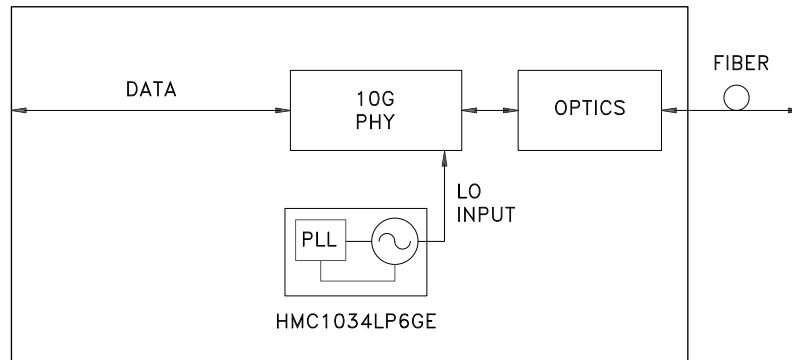 DATA
10G
PHY
OPTICS
FIBER
LO
INPUT
PLL
HMC1034LP6GE